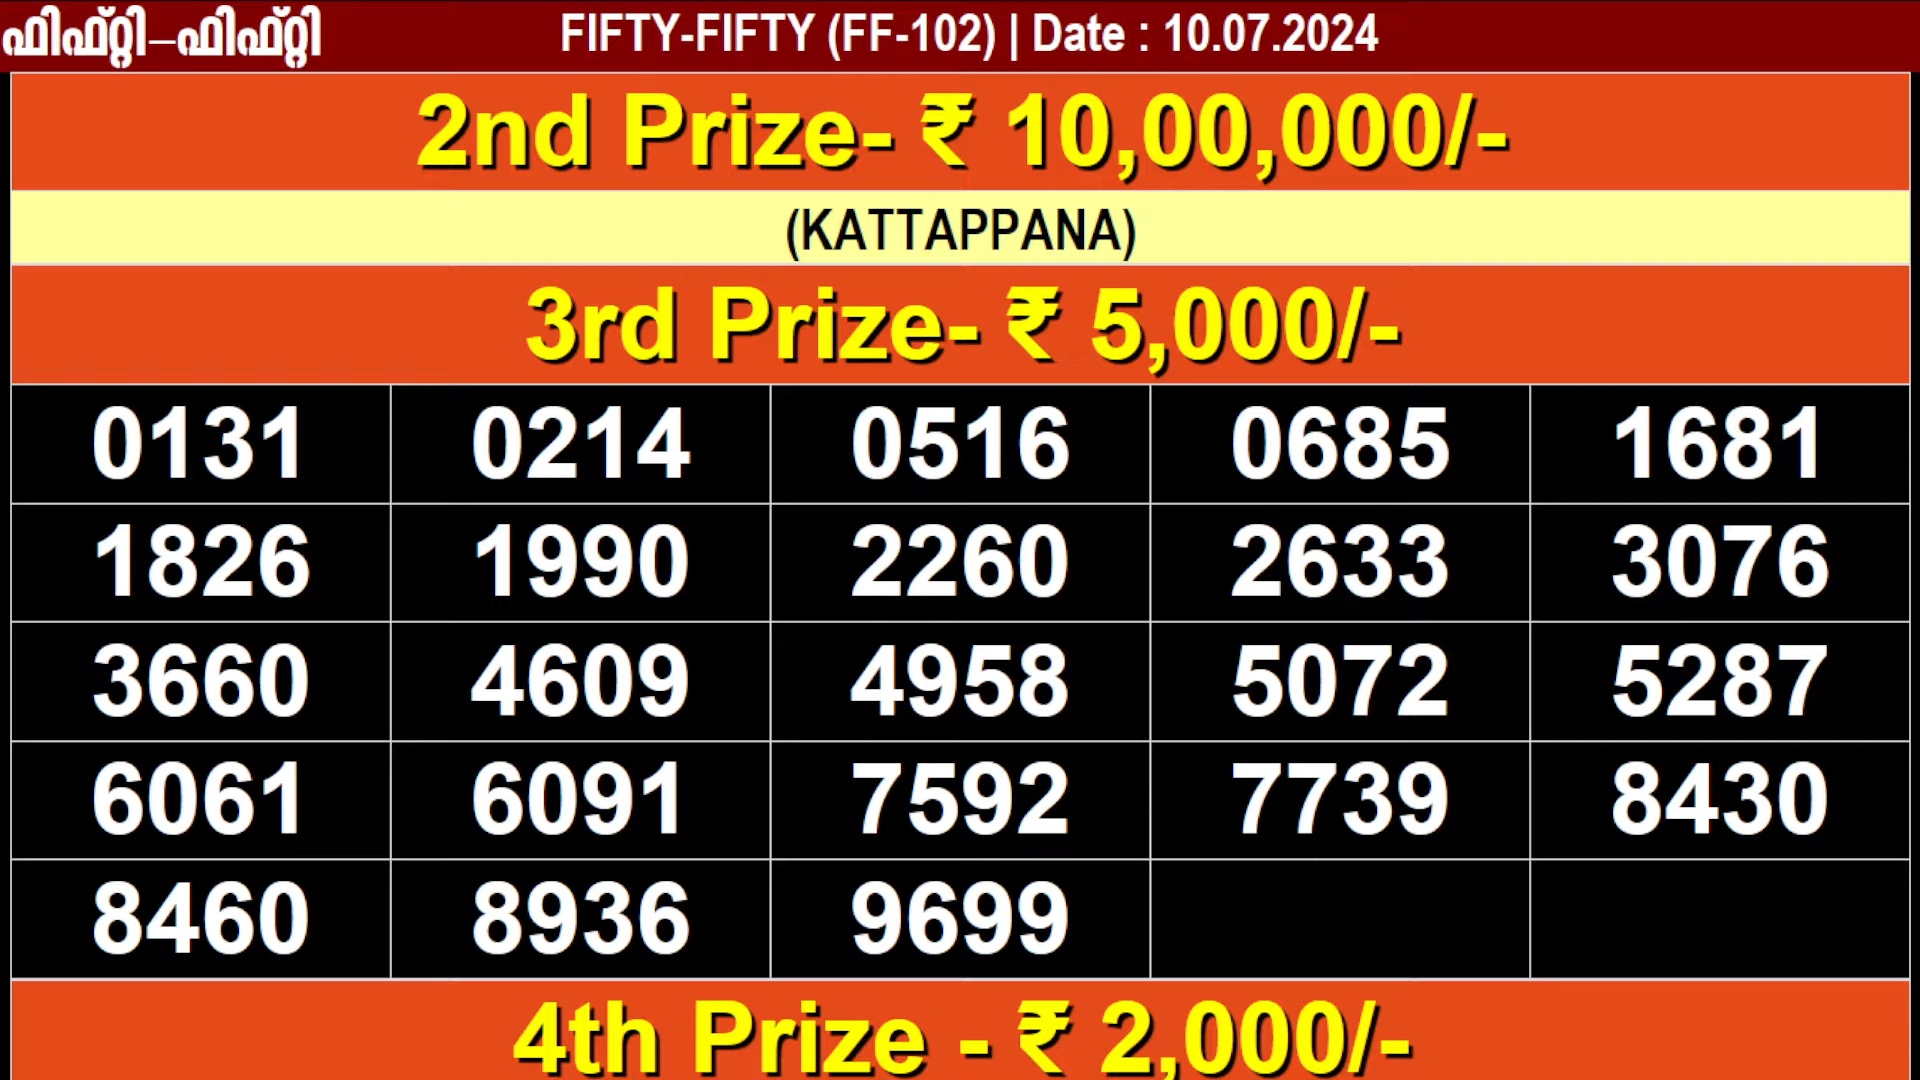 ഫിഫ്റ്റി–ഫിഫ്റ്റി FIFTY-FIFTY (FF-102) | Date : 10.07.2024
2nd Prize- ₹ 10,00,000/-
(KATTAPPANA)
3rd Prize- ₹ 5,000/-
0131 0214 0516 0685 1681
1826 1990 2260 2633 3076
3660 4609 4958 5072 5287
6061 6091 7592 7739 8430
8460 8936 9699
4th Prize - ₹ 2,000/-